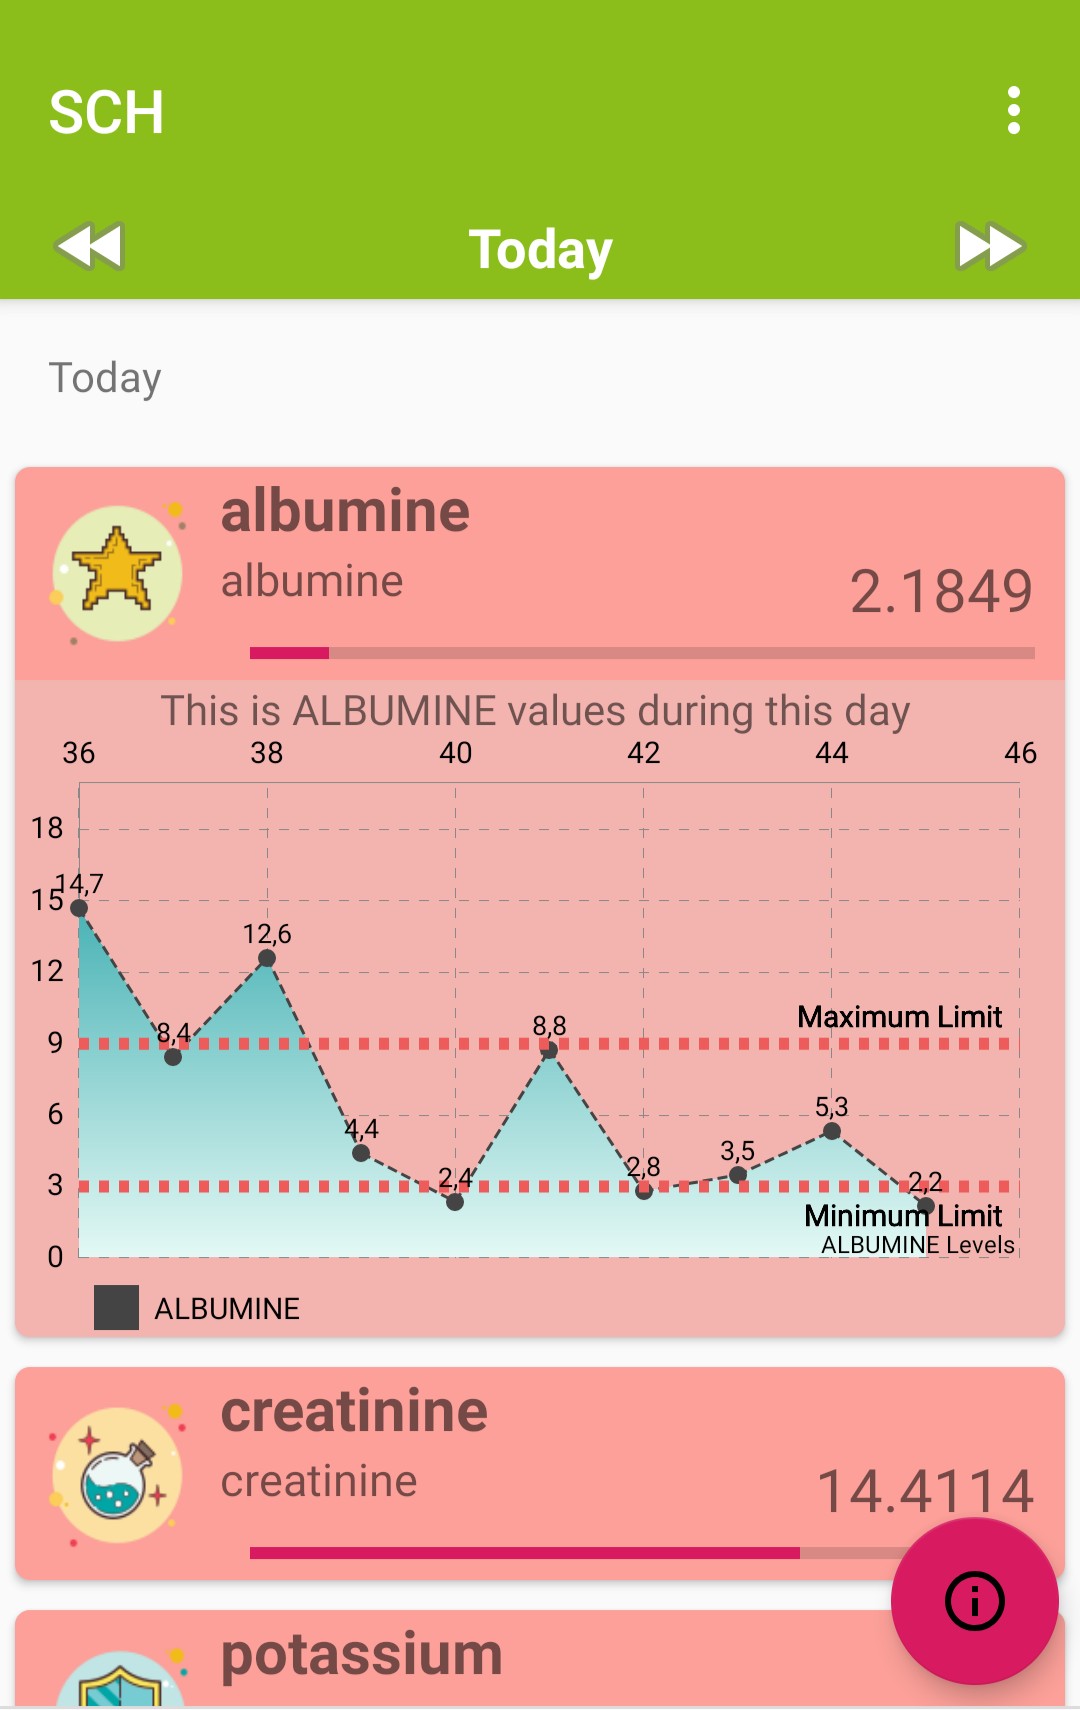 SCH
Today
Today
albumine
albumine
2.1849
This is ALBUMINE values during this day
36 38 40 42 44 46
18
15
12
9
6
3
0
14,7
8,4
12,6
4,4
2,4
8,8
2,8
3,5
5,3
2,2
Maximum Limit
Minimum Limit
ALBUMINE Levels
ALBUMINE
creatinine
creatinine
14.4114
potassium